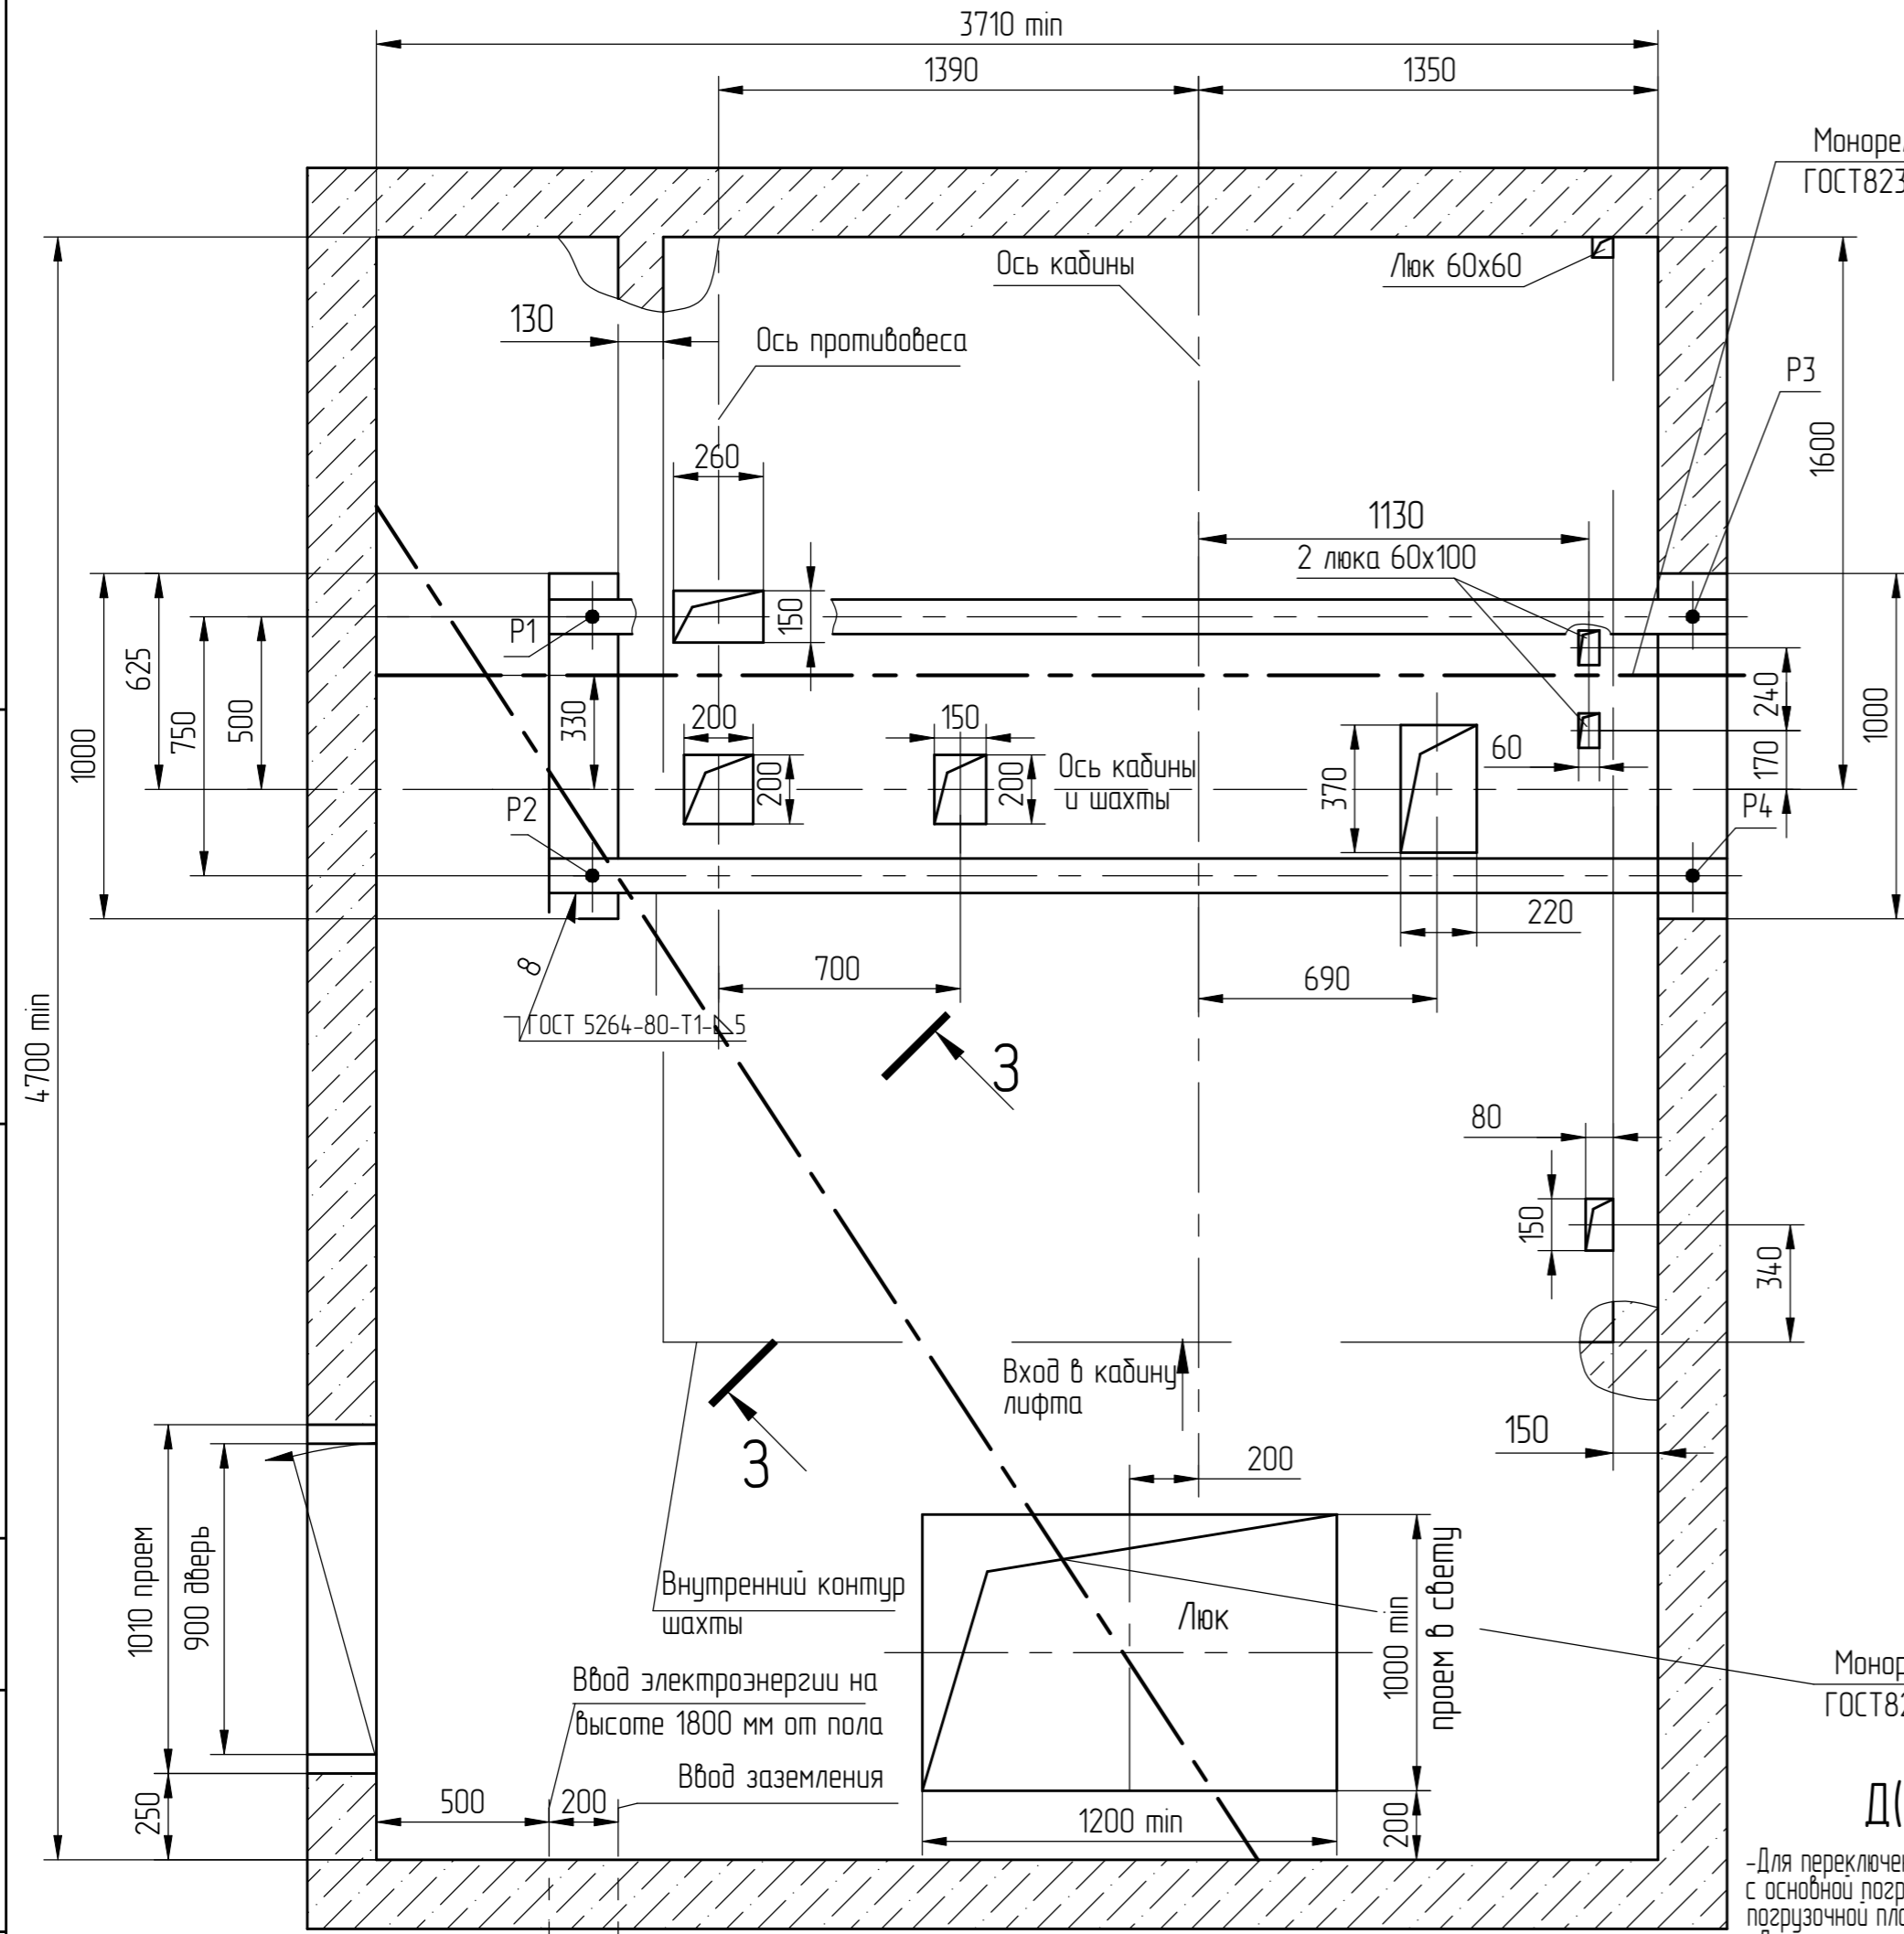 3710 min
1390
1350
Моноре
ГОСТ823
Ось кабины
Люк 60х60
130
Ось противовеса
Р3
1600
260
1130
2 люка 60х100
150
Р1
625
750
500
1000
330
200
200
150
200
Ось кабины
и шахты
370
60
240
170
1000
Р2
Р4
220
8
700
690
ГОСТ 5264-80-Т1-◺5
4700 min
3
80
150
340
Вход в кабину
лифта
150
3
200
1010 проем
900 дверь
Внутренний контур
шахты
Люк
1000 min
проем в свету
Ввод электроэнергии на
высоте 1800 мм от пола
Монор
ГОСТ82
Ввод заземления
250
500
200
1200 min
200
Д(
-Для переключе
с основной погр
погрузочной пло